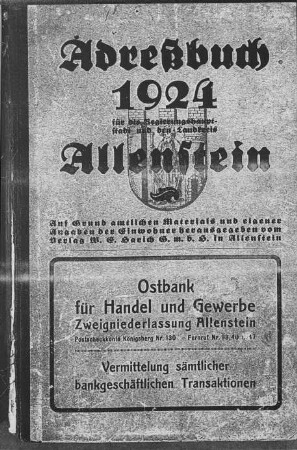 Adreßbuch
1924
für die Regierungshaupt-
stadt und den Landkreis
Allenstein
Auf Grund amtlichen Materials und eigener
Angaben der Einwohner herausgegeben vom
Verlag W. E. Harich G. m. b. H. in Allenstein
Ostbank
für Handel und Gewerbe
Zweigniederlassung Allenstein
Postscheckkonto Königsberg Nr. 130 - Fernruf Nr.
Vermittelung sämtlicher
bankgeschäftlichen Transaktionen